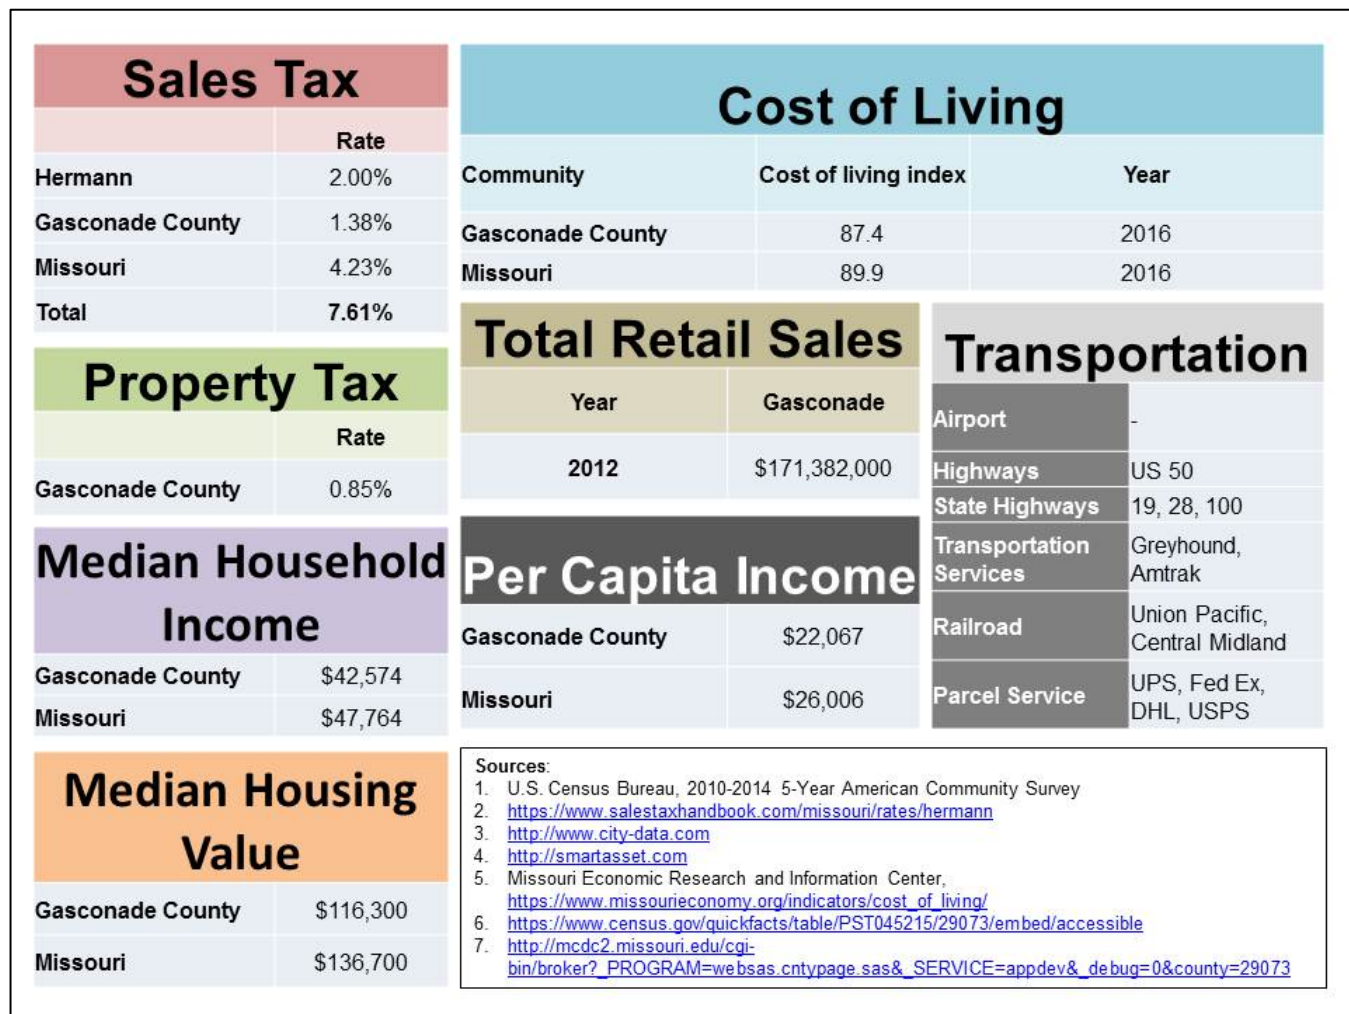 Sales Tax
Rate
Hermann 2.00%
Gasconade County 1.38%
Missouri 4.23%
Total 7.61%
Property Tax
Rate
Gasconade County 0.85%
Median Household
Income
Gasconade County $42,574
Missouri $47,764
Median Housing
Value
Gasconade County $116,300
Missouri $136,700
Cost of Living
Community Cost of living index Year
Gasconade County 87.4 2016
Missouri 89.9 2016
Total Retail Sales
Year Gasconade
2012 $171,382,000
Per Capita Income
Gasconade County $22,067
Missouri $26,006
Transportation
Airport -
Highways US 50
State Highways 19, 28, 100
Transportation Greyhound,
Services Amtrak
Railroad Union Pacific,
Central Midland
Parcel Service UPS, Fed Ex,
DHL, USPS
Sources:
1. U.S. Census Bureau, 2010-2014 5-Year American Community Survey
2. https://www.salestaxhandbook.com/missouri/rates/hermann
3. http://www.city-data.com
4. http://smartasset.com
5. Missouri Economic Research and Information Center,
https://www.missourieconomy.org/indicators/cost_of_living/
6. https://www.census.gov/quickfacts/table/PST045215/29073/embed/accessible
7. http://mcdc2.missouri.edu/cgi-
bin/broker?_PROGRAM=websas.cntypage.sas&_SERVICE=appdev&_debug=0&county=29073